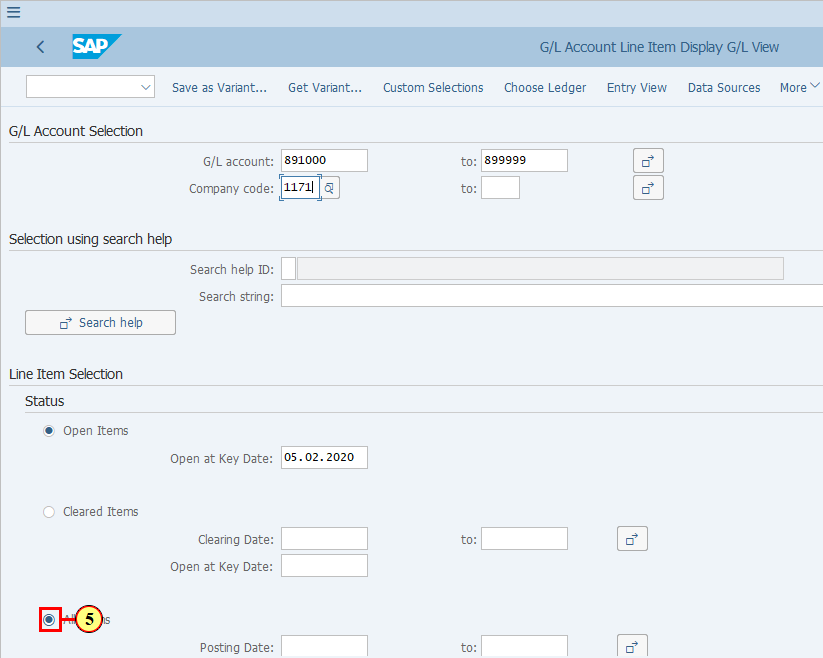 SAP G/L Account Line Item Display G/L View
Save as Variant... Get Variant... Custom Selections Choose Ledger Entry View Data Sources More
G/L Account Selection
G/L account: 891000 to: 899999
Company code: 1171 to:
Selection using search help
Search help ID:
Search string:
Search help
Line Item Selection
Status
Open Items
Open at Key Date: 05.02.2020
Cleared Items
Clearing Date: to:
Open at Key Date:
5
Posting Date: to: